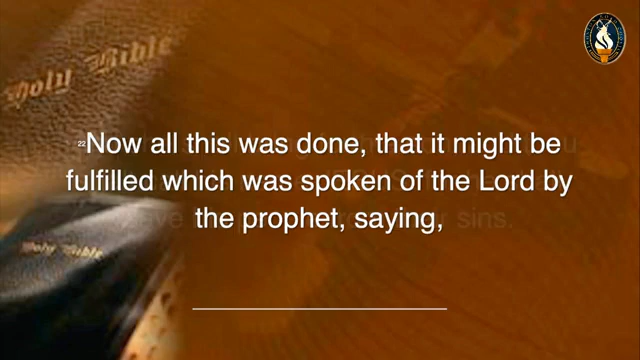 Holy Bible
22Now all this was done, that it might be
fulfilled which was spoken of the Lord by
the prophet, saying,
sins.
Holy Bible